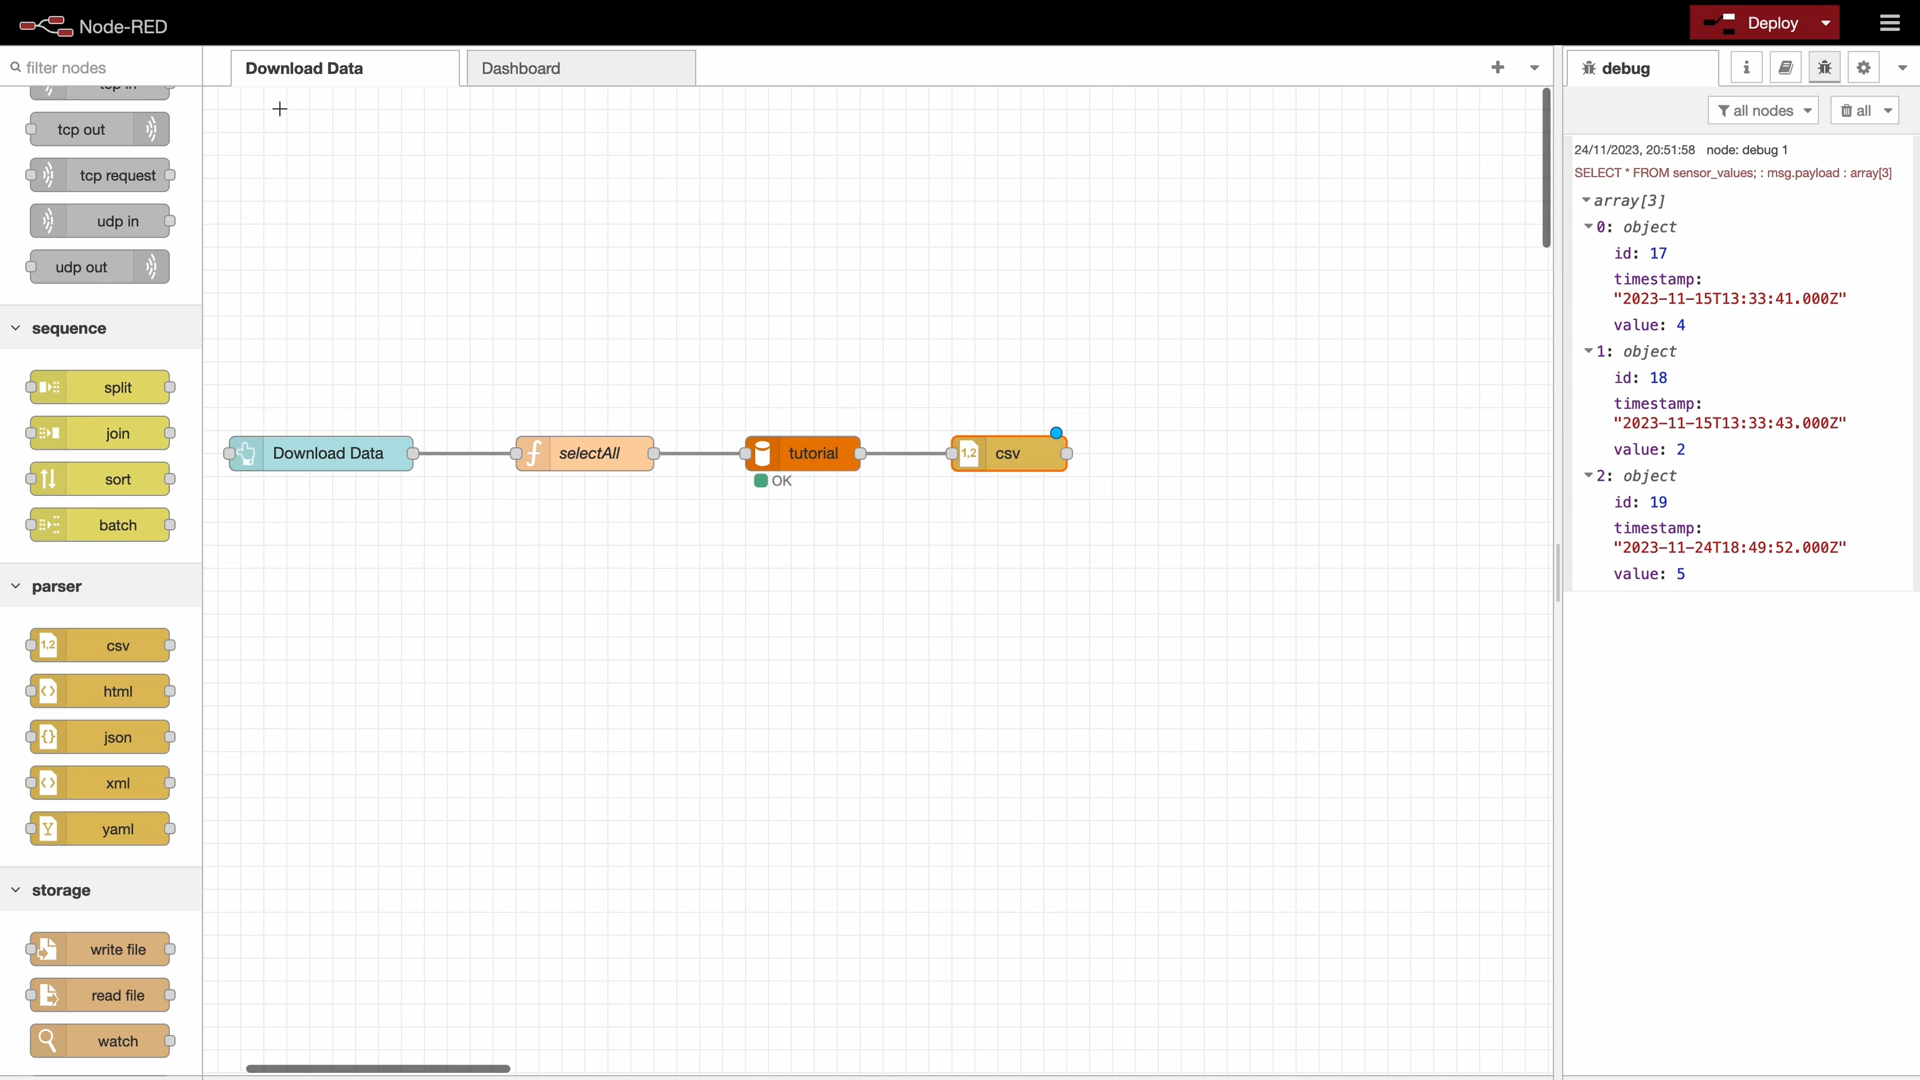 Node-RED
Deploy
filter nodes
Download Data
Dashboard
debug
all nodes
all
tcp in
tcp out
tcp request
udp in
udp out
sequence
split
join
sort
batch
parser
csv
html
json
xml
yaml
storage
write file
read file
watch
Download Data
selectAll
tutorial
OK
1,2
csv
24/11/2023, 20:51:58 node: debug 1
SELECT * FROM sensor_values; : msg.payload : array[3]
array[3]
0: object
id: 17
timestamp:
"2023-11-15T13:33:41.000Z"
value: 4
1: object
id: 18
timestamp:
"2023-11-15T13:33:43.000Z"
value: 2
2: object
id: 19
timestamp:
"2023-11-24T18:49:52.000Z"
value: 5